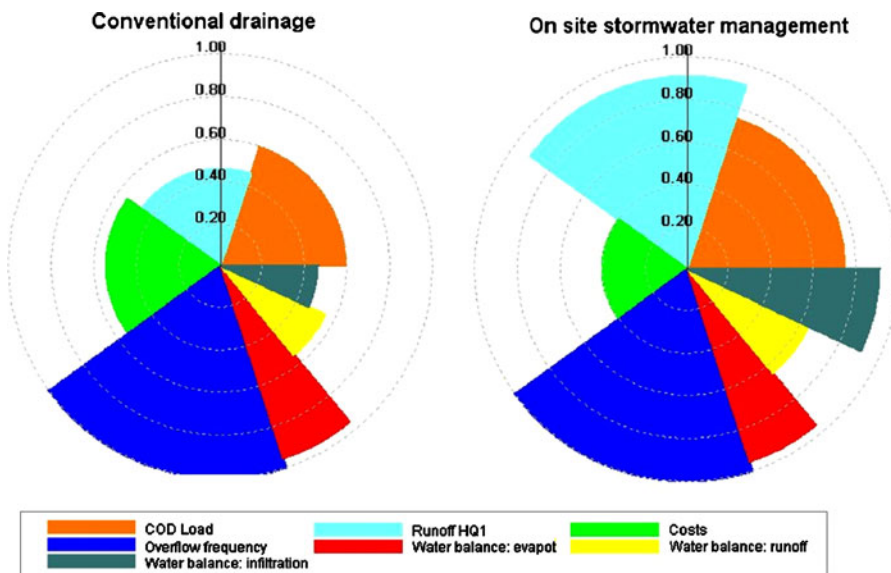 Conventional drainage
1.00
0.80
0.60
0.40
0.20
On site stormwater management
1.00
0.80
0.60
0.40
0.20
COD Load
Runoff HQ1
Costs
Overflow frequency
Water balance: evapot
Water balance: runoff
Water balance: infiltration